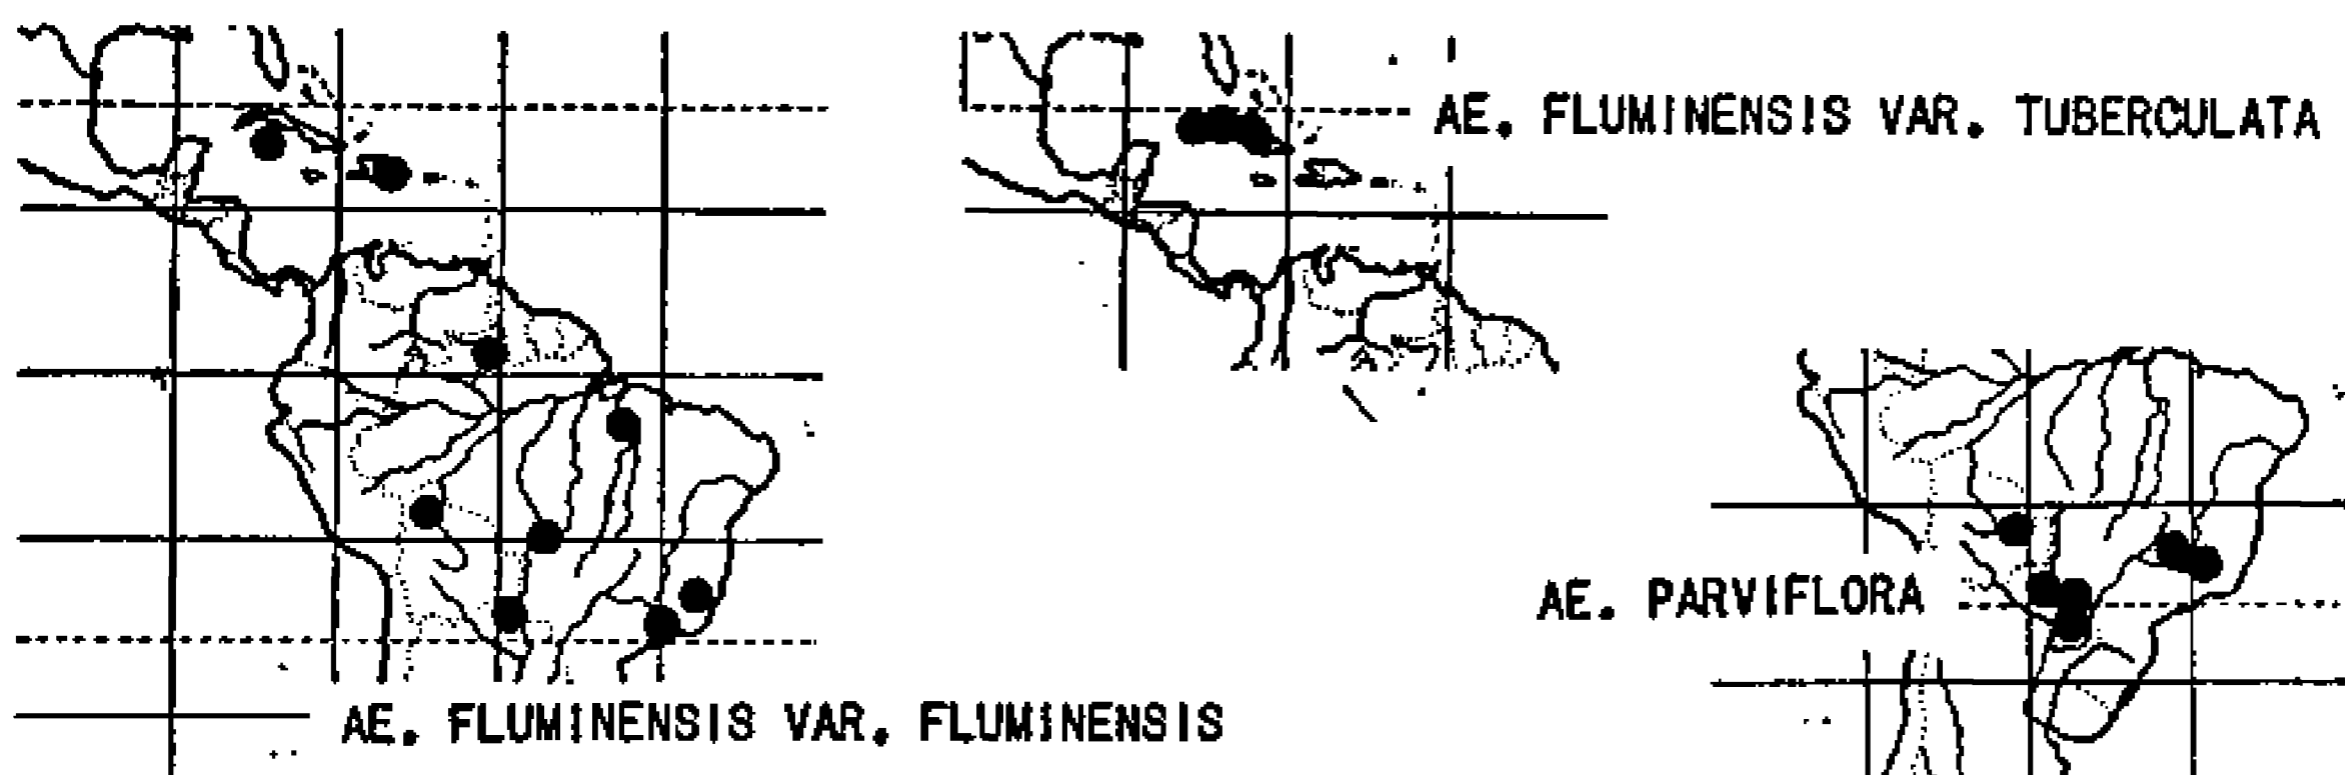 AE. FLUMINENSIS VAR. TUBERCULATA
AE. PARVIFLORA
AE. FLUMINENSIS VAR. FLUMINENSIS